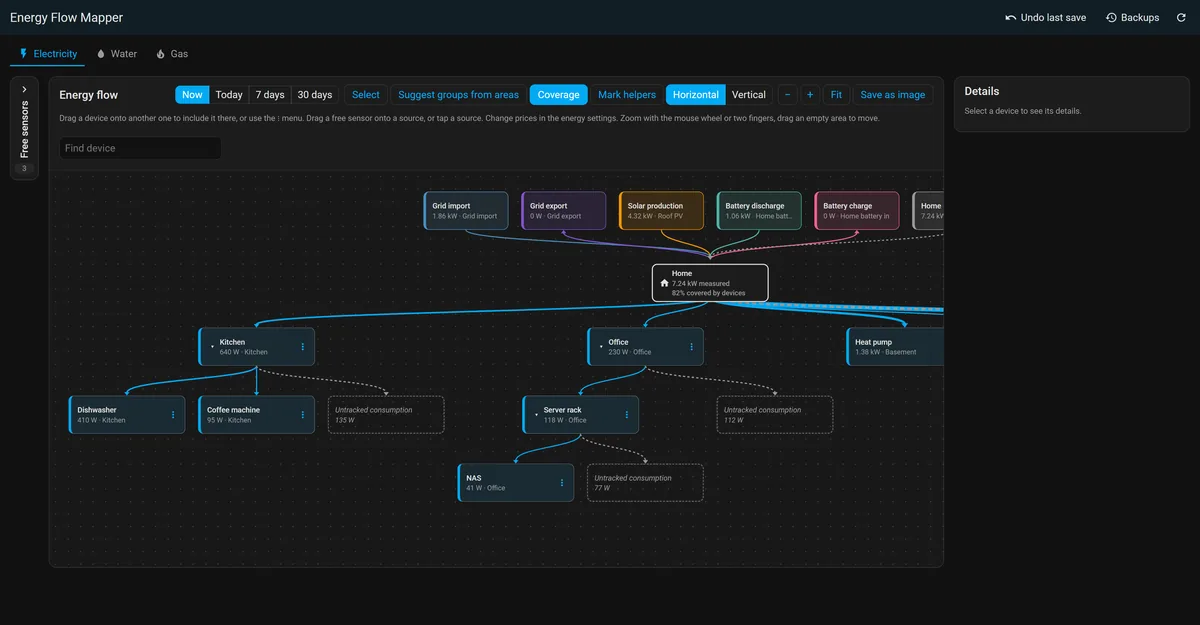 Energy Flow Mapper
Undo last save
Backups
Electricity
Water
Gas
Free sensors
3
Energy flow
Now
Today
7 days
30 days
Select
Suggest groups from areas
Coverage
Mark helpers
Horizontal
Vertical
−
+
Fit
Save as image
Drag a device onto another one to include it there, or use the ⋮ menu. Drag a free sensor onto a source, or tap a source. Change prices in the energy settings. Zoom with the mouse wheel or two fingers, drag an empty area to move.
Find device
Details
Select a device to see its details.
Grid import
1.86 kW · Grid import
Grid export
0 W · Grid export
Solar production
4.32 kW · Roof PV
Battery discharge
1.06 kW · Home batt...
Battery charge
0 W · Home battery in
Home
7.24 kW
Home
7.24 kW measured
82% covered by devices
Kitchen
640 W · Kitchen
Office
230 W · Office
Heat pump
1.38 kW · Basement
Dishwasher
410 W · Kitchen
Coffee machine
95 W · Kitchen
Untracked consumption
135 W
Server rack
118 W · Office
Untracked consumption
112 W
NAS
41 W · Office
Untracked consumption
77 W